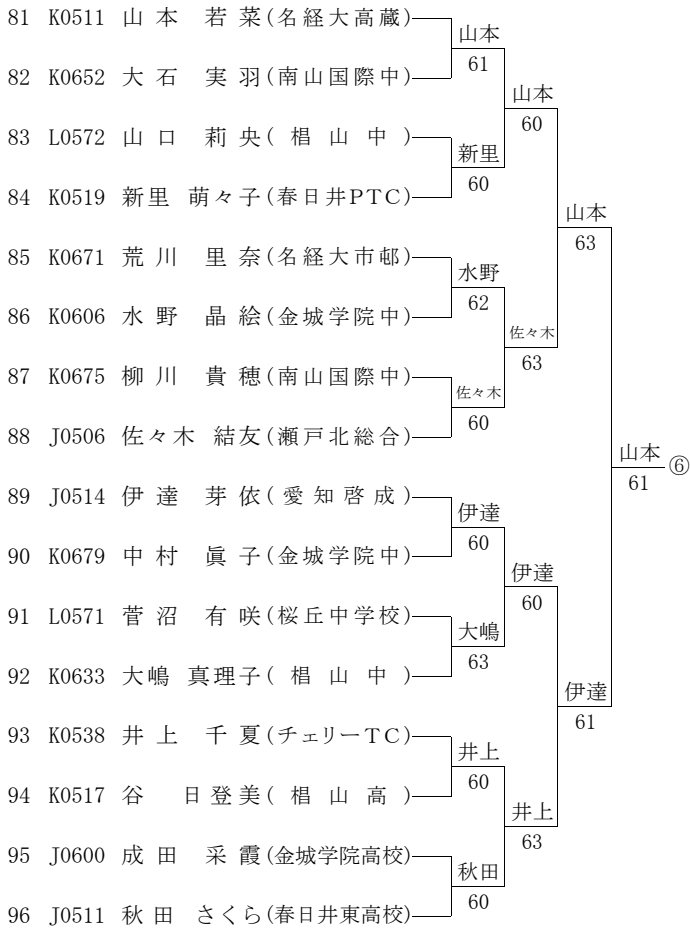 81 K0511 山本 若菜(名経大高蔵)
山本
61
82 K0652 大石 実羽(南山国際中)
山本
60
83 L0572 山口 莉央(椙山中)
新里
60
84 K0519 新里 萌々子(春日井PTC)
山本
63
85 K0671 荒川 里奈(名経大市邨)
水野
62
86 K0606 水野 晶絵(金城学院中)
佐々木
63
87 K0675 柳川 貴穂(南山国際中)
佐々木
60
88 J0506 佐々木 結友(瀬戸北総合)
山本 ⑥
61
89 J0514 伊達 芽依(愛知啓成)
伊達
60
90 K0679 中村 眞子(金城学院中)
伊達
60
91 L0571 菅沼 有咲(桜丘中学校)
大嶋
63
92 K0633 大嶋 真理子(椙山中)
伊達
61
93 K0538 井上 千夏(チェリーTC)
井上
60
94 K0517 谷 日登美(椙山高)
井上
63
95 J0600 成田 采霞(金城学院高校)
秋田
60
96 J0511 秋田 さくら(春日井東高校)